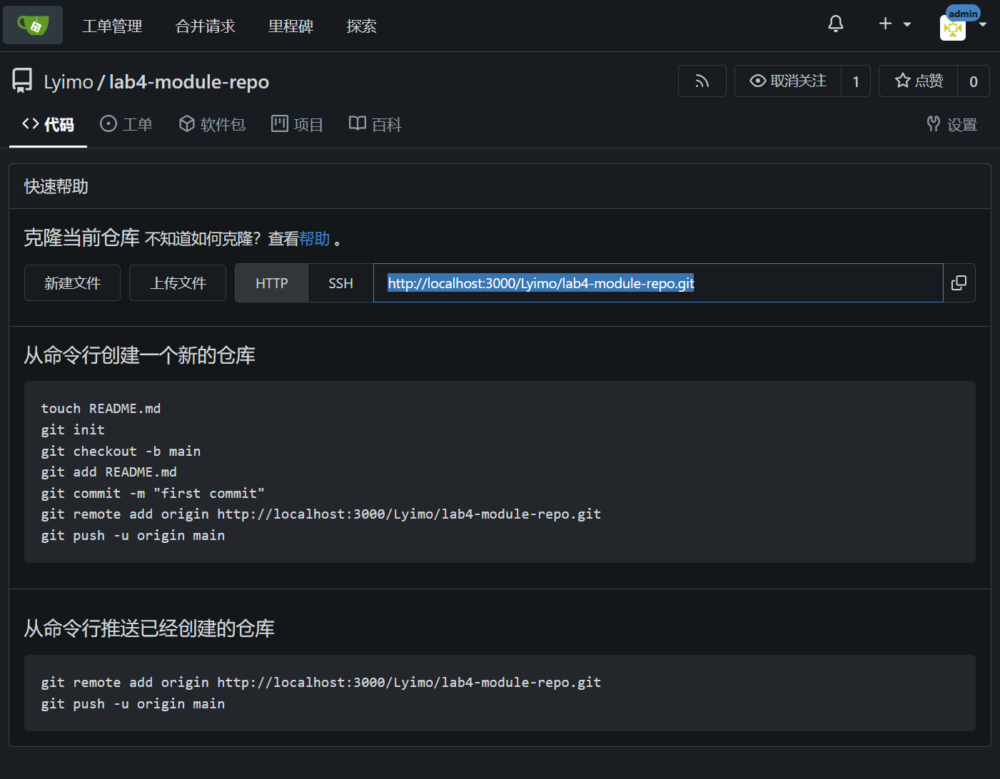 工单管理 合并请求 里程碑 探索 admin
Lyimo / lab4-module-repo 取消关注 1 点赞 0
代码 工单 软件包 项目 百科 设置
快速帮助
克隆当前仓库 不知道如何克隆？查看帮助 。
新建文件 上传文件 HTTP SSH http://localhost:3000/Lyimo/lab4-module-repo.git
从命令行创建一个新的仓库
touch README.md
git init
git checkout -b main
git add README.md
git commit -m "first commit"
git remote add origin http://localhost:3000/Lyimo/lab4-module-repo.git
git push -u origin main
从命令行推送已经创建的仓库
git remote add origin http://localhost:3000/Lyimo/lab4-module-repo.git
git push -u origin main